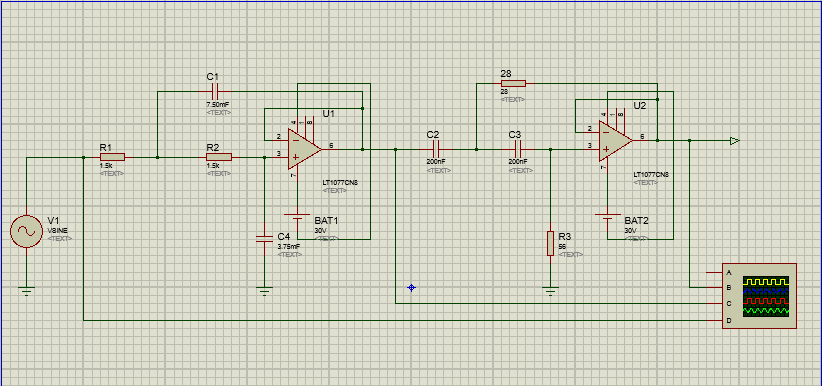 C1
7.50mF
<TEXT>
R1
1.5k
<TEXT>
R2
1.5k
<TEXT>
V1
VSINE
<TEXT>
C4
3.75mF
<TEXT>
U1
2
3
4
1
8
6
7
LT1077CN8
<TEXT>
BAT1
30V
<TEXT>
C2
200nF
<TEXT>
28
28
<TEXT>
C3
200nF
<TEXT>
R3
56
<TEXT>
U2
2
3
4
1
8
6
7
LT1077CN8
<TEXT>
BAT2
30V
<TEXT>
A
B
C
D